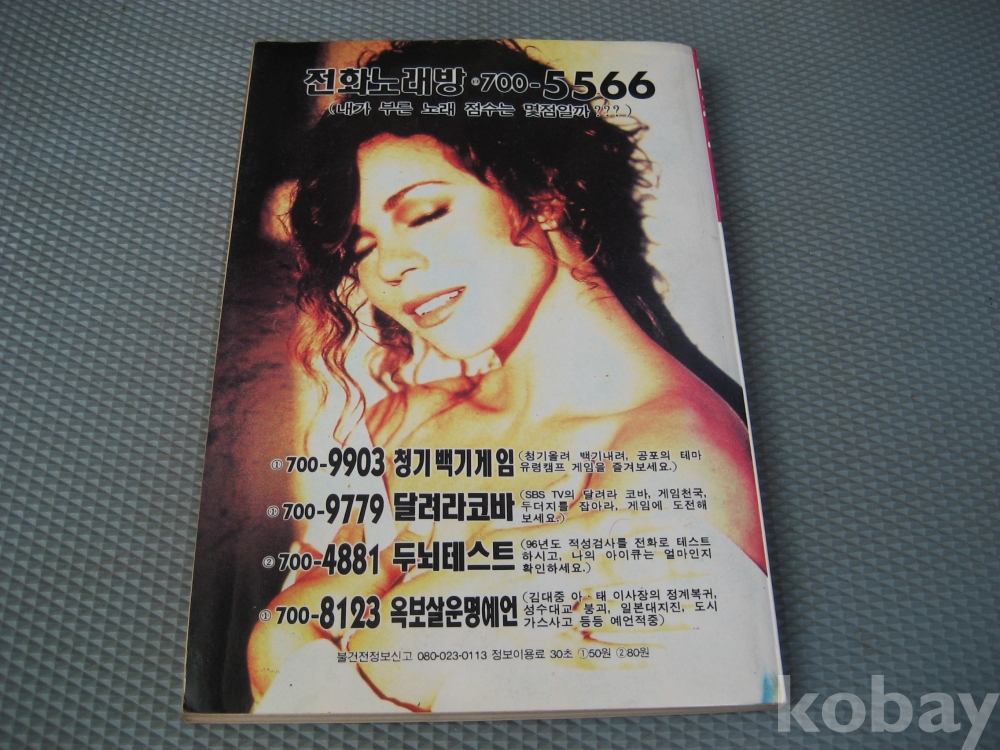 전화노래방 ①700-5566
(내가 부른 노래 점수는 몇점일까???)
①700-9903 청기백기게임 (청기올려 백기내려, 공포의 테마
유령캠프 게임을 즐겨보세요.)
①700-9779 달려라코바 (SBS TV의 달려라 코바, 게임천국,
두더지를 잡아라, 게임에 도전해
보세요.)
②700-4881 두뇌테스트 (96년도 적성검사를 전화로 테스트
하시고, 나의 아이큐는 얼마인지
확인하세요.)
①700-8123 옥보살운명예언 (김대중 아·태 이사장의 정계복귀,
성수대교 붕괴, 일본대지진, 도시
가스사고 등등 예언적중)
불건전정보신고 080-023-0113 정보이용료 30초 ①50원 ②80원
kobay